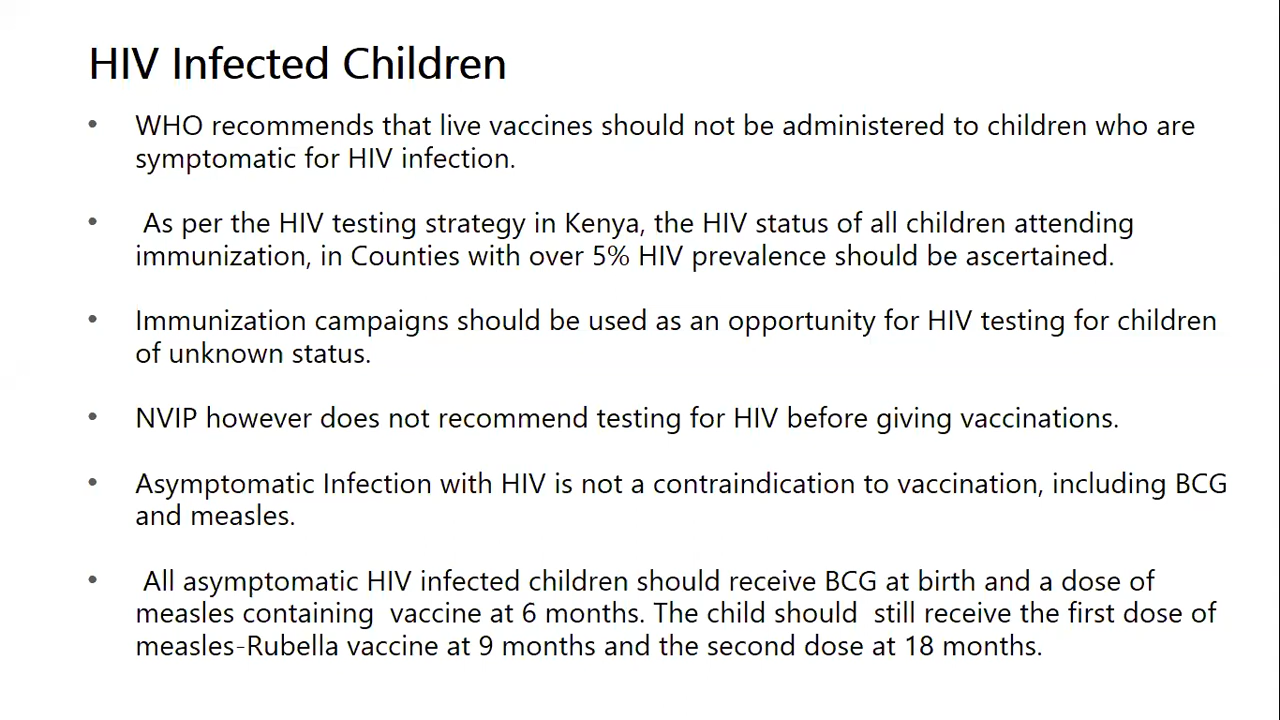 HIV Infected Children
• WHO recommends that live vaccines should not be administered to children who are
symptomatic for HIV infection.
• As per the HIV testing strategy in Kenya, the HIV status of all children attending
immunization, in Counties with over 5% HIV prevalence should be ascertained.
• Immunization campaigns should be used as an opportunity for HIV testing for children
of unknown status.
• NVIP however does not recommend testing for HIV before giving vaccinations.
• Asymptomatic Infection with HIV is not a contraindication to vaccination, including BCG
and measles.
• All asymptomatic HIV infected children should receive BCG at birth and a dose of
measles containing  vaccine at 6 months. The child should  still receive the first dose of
measles-Rubella vaccine at 9 months and the second dose at 18 months.